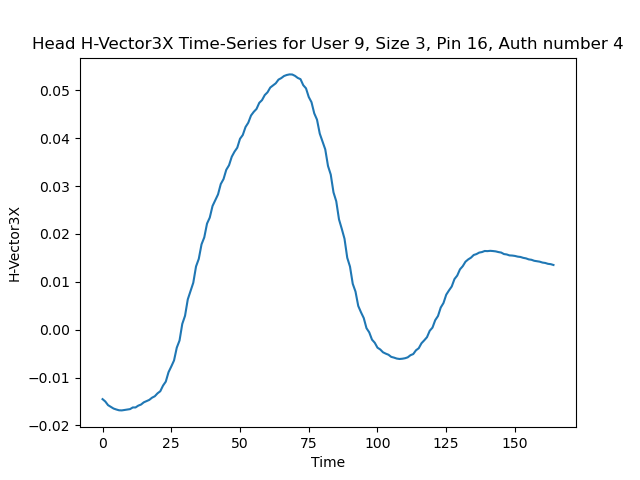 Head H-Vector3X Time-Series for User 9, Size 3, Pin 16, Auth number 4
H-Vector3X
0.05
0.04
0.03
0.02
0.01
0.00
−0.01
−0.02
0 25 50 75 100 125 150
Time